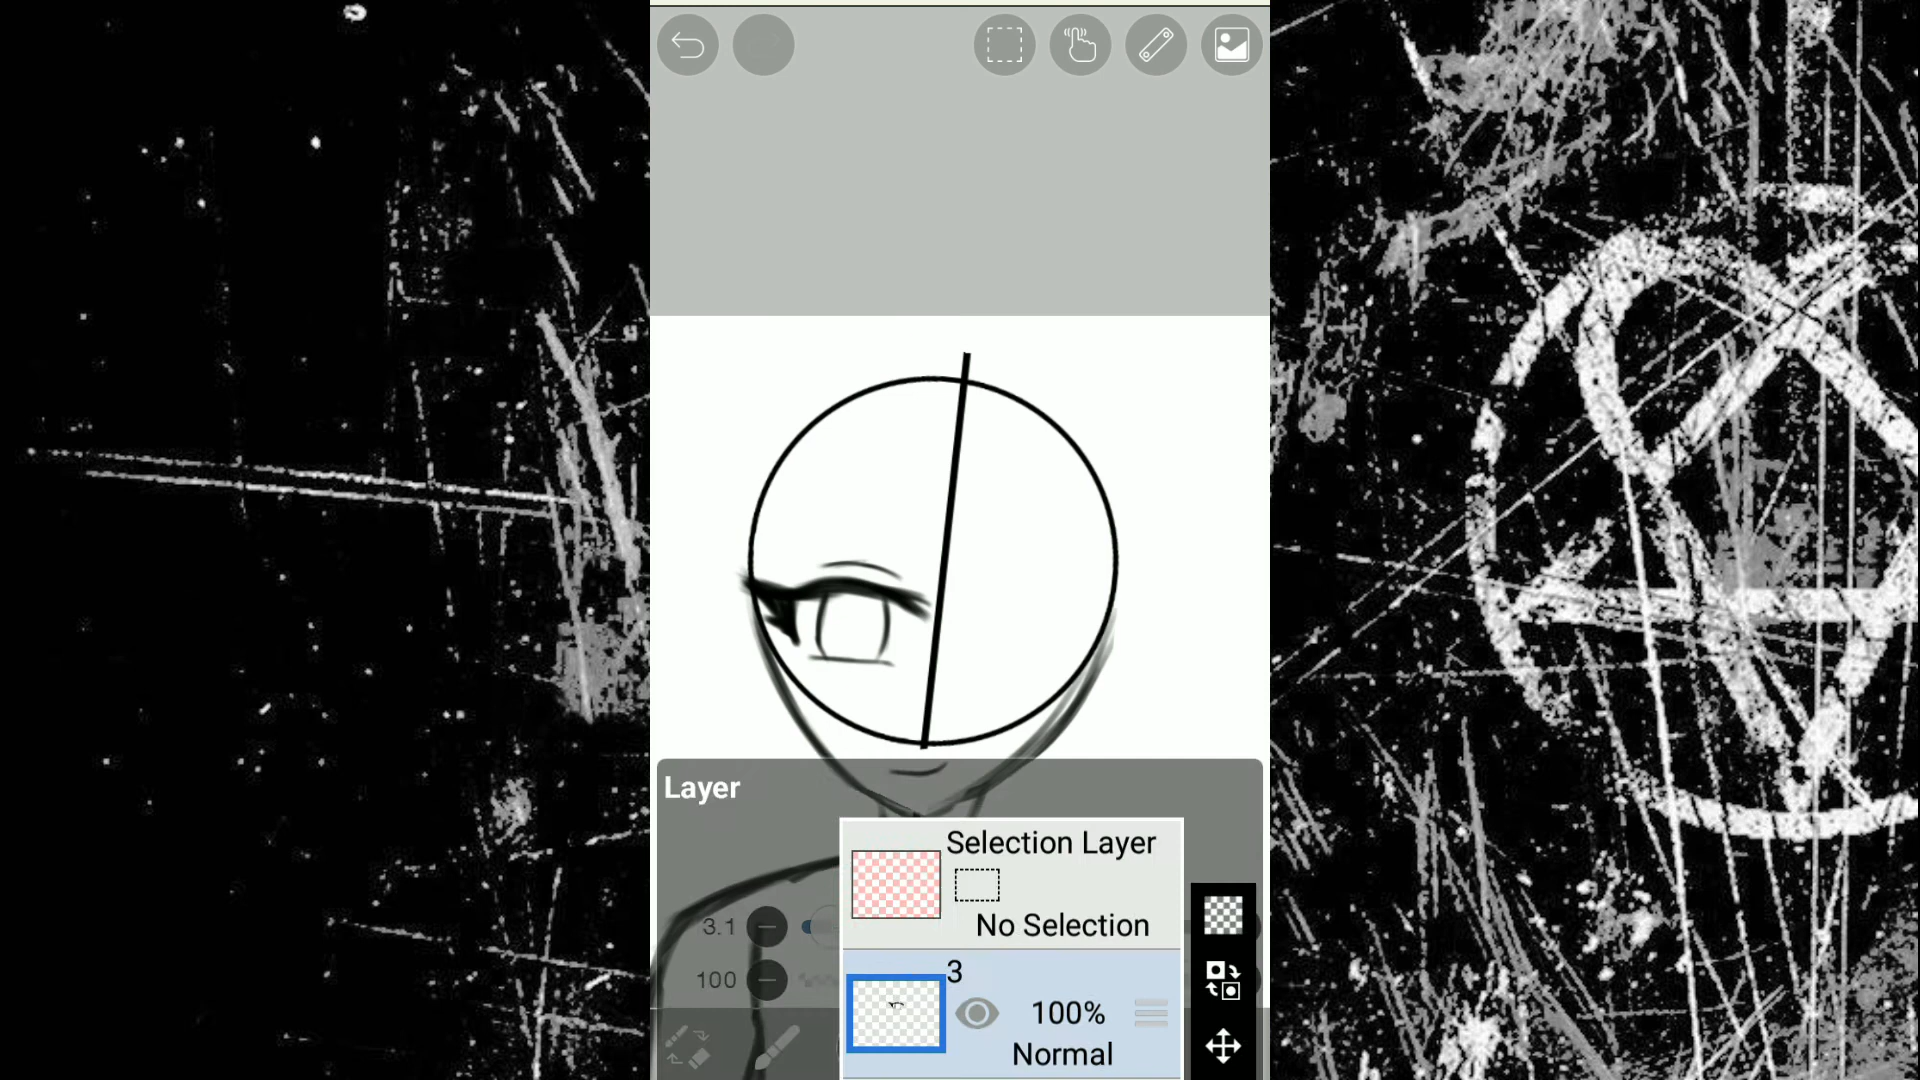 Layer
Selection Layer
No Selection
3.1
3
100
100%
Normal